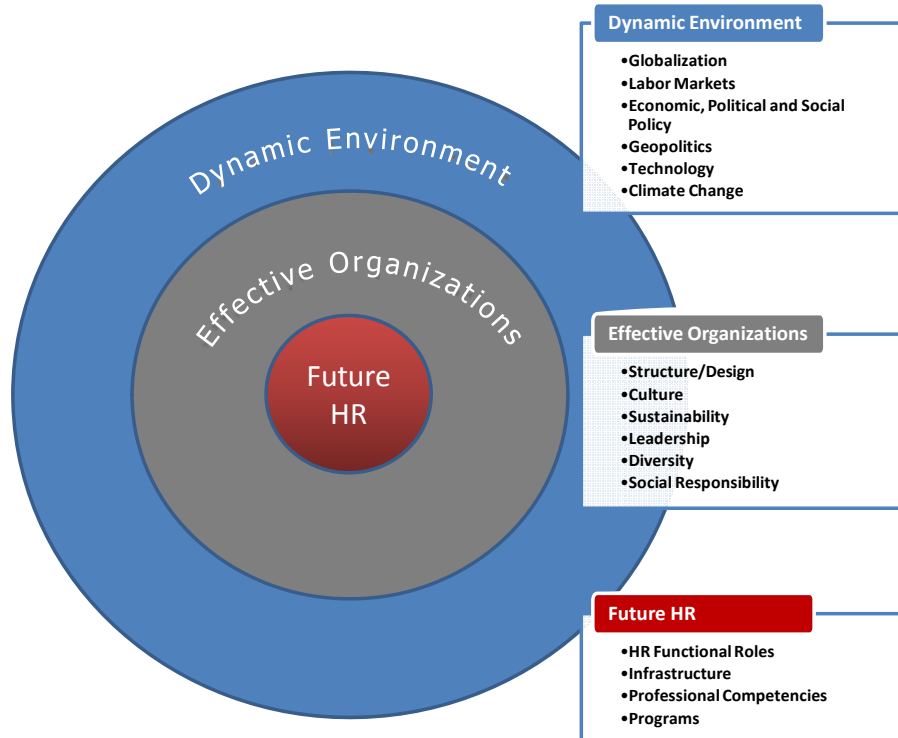 Dynamic Environment
Effective Organizations
Future
HR
Dynamic Environment
•Globalization
•Labor Markets
•Economic, Political and Social
Policy
•Geopolitics
•Technology
•Climate Change
Effective Organizations
•Structure/Design
•Culture
•Sustainability
•Leadership
•Diversity
•Social Responsibility
Future HR
•HR Functional Roles
•Infrastructure
•Professional Competencies
•Programs